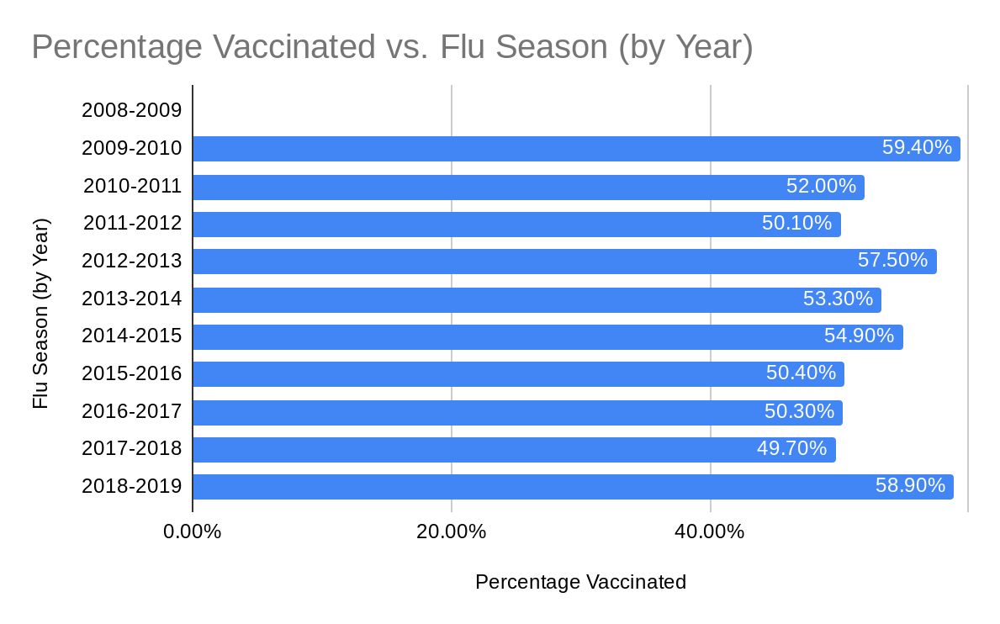 Percentage Vaccinated vs. Flu Season (by Year)
Flu Season (by Year)
2008-2009
2009-2010 59.40%
2010-2011 52.00%
2011-2012 50.10%
2012-2013 57.50%
2013-2014 53.30%
2014-2015 54.90%
2015-2016 50.40%
2016-2017 50.30%
2017-2018 49.70%
2018-2019 58.90%
0.00% 20.00% 40.00%
Percentage Vaccinated